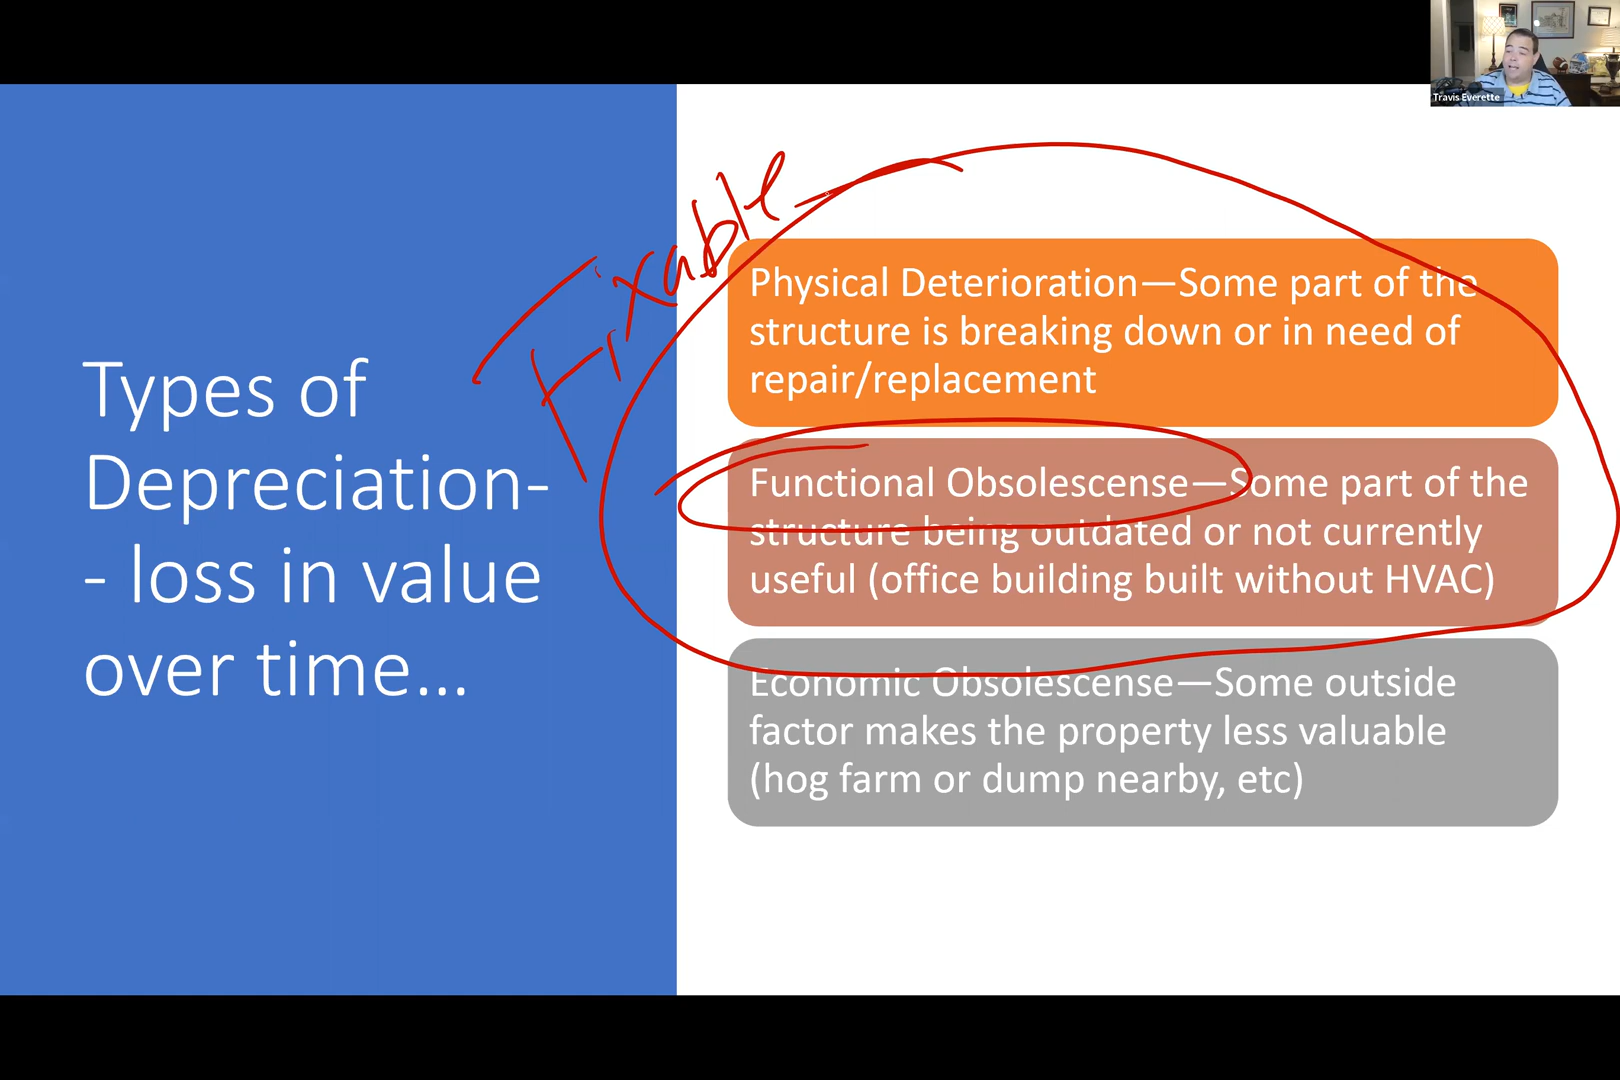 Travis Everette
Fixable
Types of
Depreciation-
- loss in value
over time...
Physical Deterioration—Some part of the
structure is breaking down or in need of
repair/replacement
Functional Obsolescense—Some part of the
structure being outdated or not currently
useful (office building built without HVAC)
Economic Obsolescense—Some outside
factor makes the property less valuable
(hog farm or dump nearby, etc)